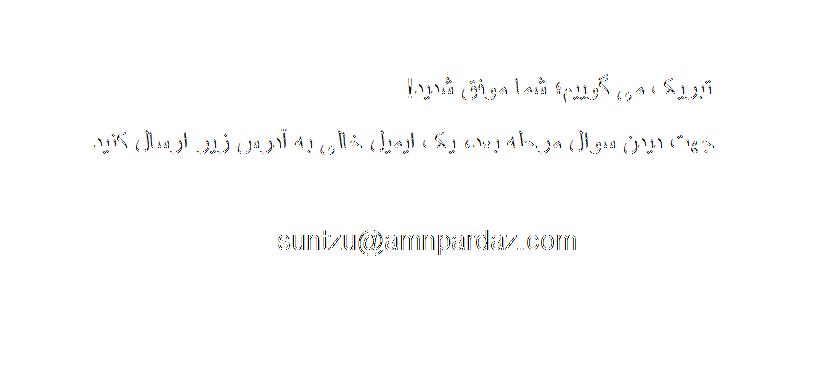 تبریک می گوییم؛ شما موفق شدید!
جهت دیدن سوال مرحله بعد، یک ایمیل خالی به آدرس زیر ارسال کنید
suntzu@amnpardaz.com